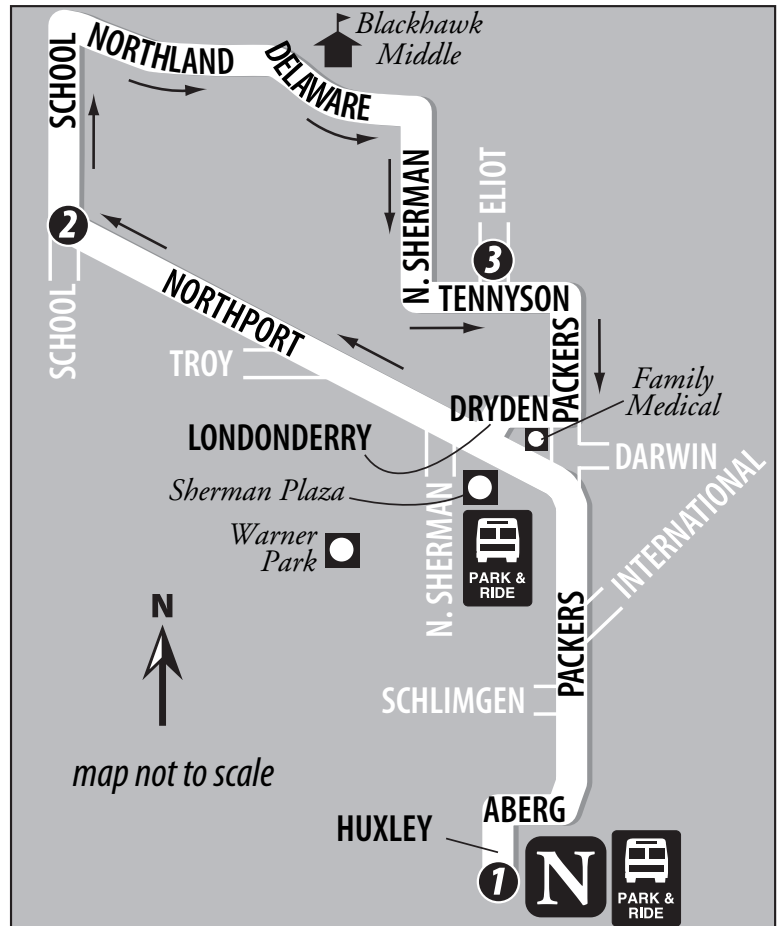 Blackhawk
Middle
NORTHLAND
SCHOOL
DELAWARE
N. SHERMAN
ELIOT
2
3
TENNYSON
NORTHPORT
SCHOOL
PACKERS
TROY
Family
Medical
DRYDEN
LONDONDERRY
DARWIN
Sherman Plaza
INTERNATIONAL
Warner
Park
N. SHERMAN
PARK &
RIDE
N
PACKERS
SCHLIMGEN
map not to scale
ABERG
HUXLEY
1
N
PARK &
RIDE